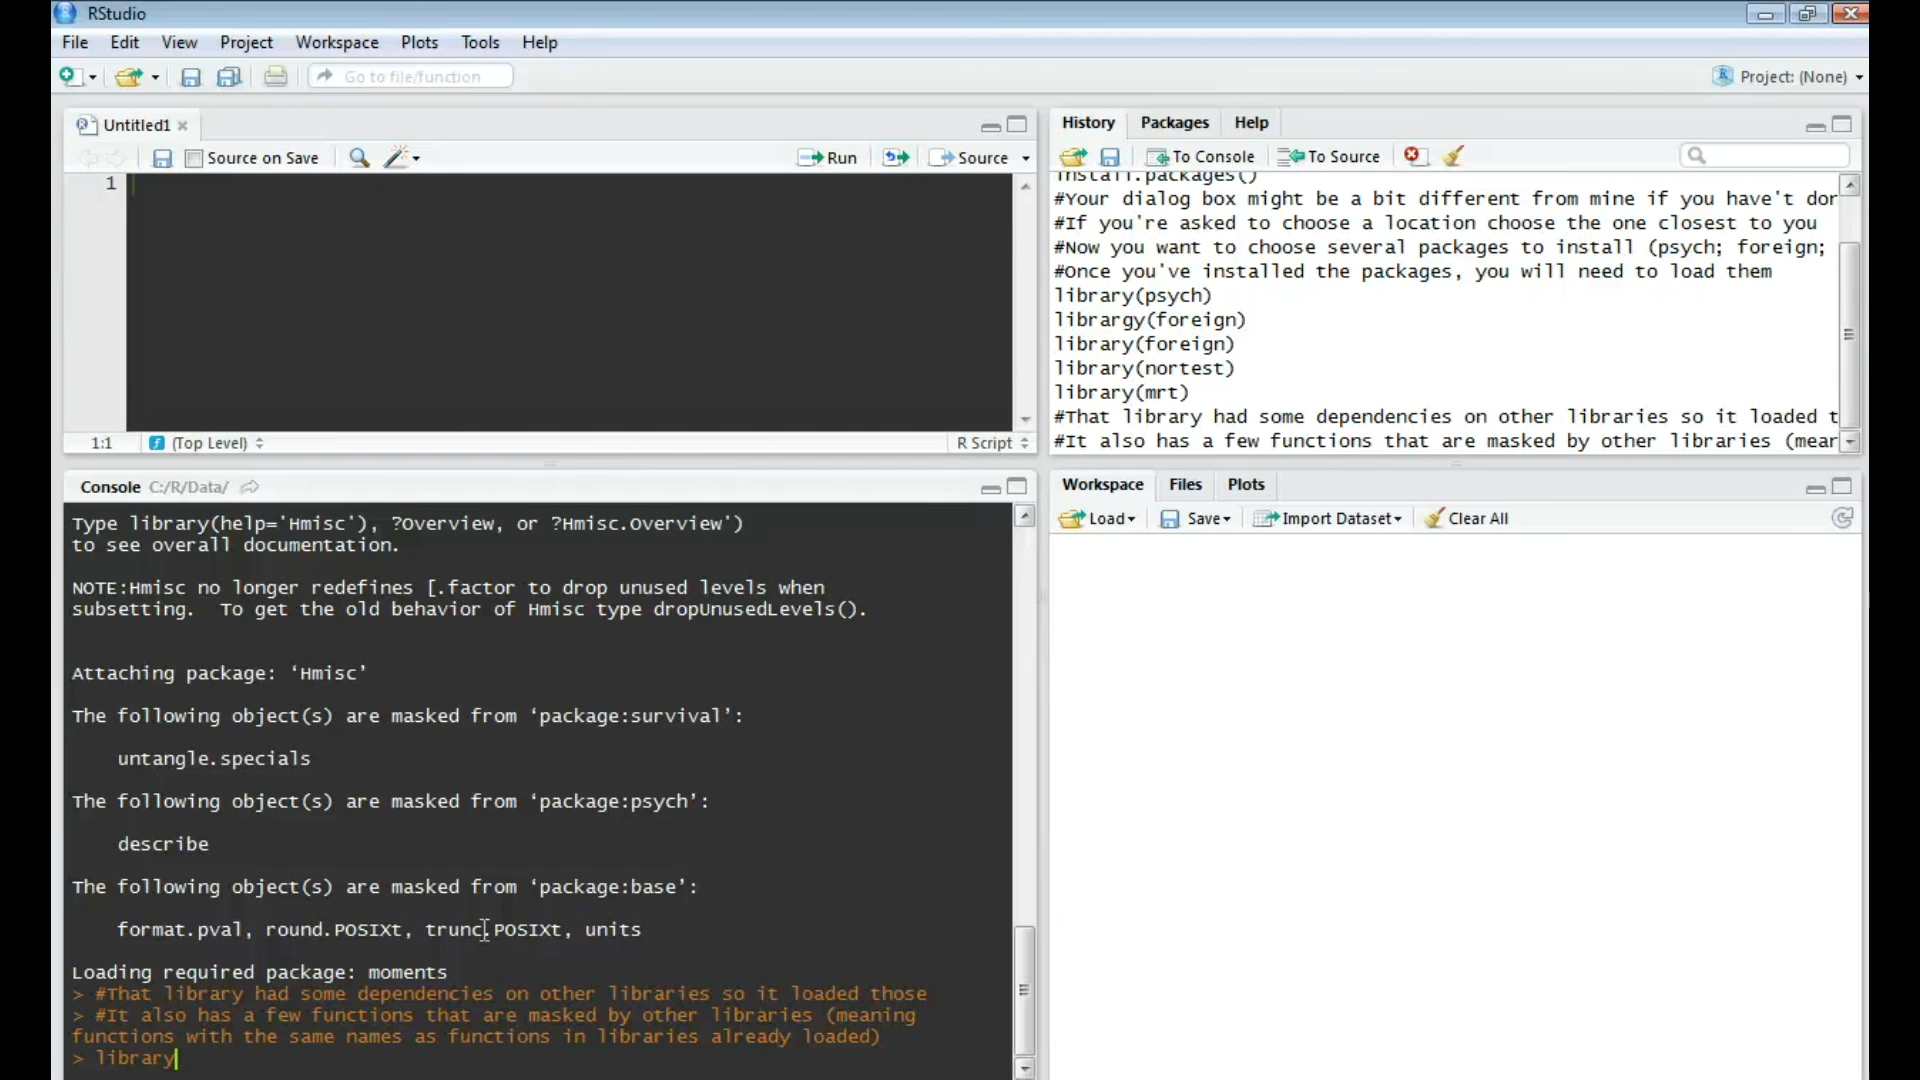 RStudio
File Edit View Project Workspace Plots Tools Help
Go to file/function
Project: (None)
Untitled1
Source on Save
Run
Source
1
1:1
(Top Level)
R Script
History Packages Help
To Console
To Source
install.packages()
#Your dialog box might be a bit different from mine if you have't dor
#If you're asked to choose a location choose the one closest to you
#Now you want to choose several packages to install (psych; foreign;
#Once you've installed the packages, you will need to load them
library(psych)
librargy(foreign)
library(foreign)
library(nortest)
library(mrt)
#That library had some dependencies on other libraries so it loaded t
#It also has a few functions that are masked by other libraries (mear
Console C:/R/Data/
Type library(help='Hmisc'), ?Overview, or ?Hmisc.Overview')
to see overall documentation.
NOTE:Hmisc no longer redefines [.factor to drop unused levels when
subsetting. To get the old behavior of Hmisc type dropUnusedLevels().
Attaching package: ‘Hmisc’
The following object(s) are masked from ‘package:survival’:
untangle.specials
The following object(s) are masked from ‘package:psych’:
describe
The following object(s) are masked from ‘package:base’:
format.pval, round.POSIXt, trunc.POSIXt, units
Loading required package: moments
> #That library had some dependencies on other libraries so it loaded those
> #It also has a few functions that are masked by other libraries (meaning
functions with the same names as functions in libraries already loaded)
> library
Workspace Files Plots
Load Save Import Dataset Clear All